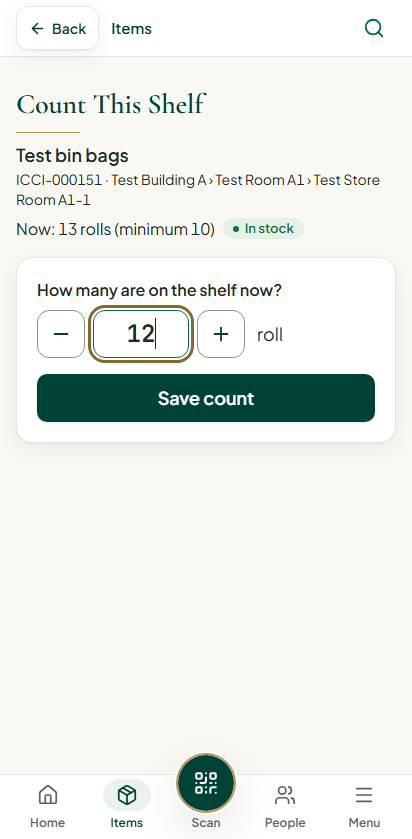 Back
Items
Count This Shelf
Test bin bags
ICCI-000151 · Test Building A › Test Room A1 › Test Store
Room A1-1
Now: 13 rolls (minimum 10)
In stock
How many are on the shelf now?
12
roll
Save count
Home
Items
Scan
People
Menu